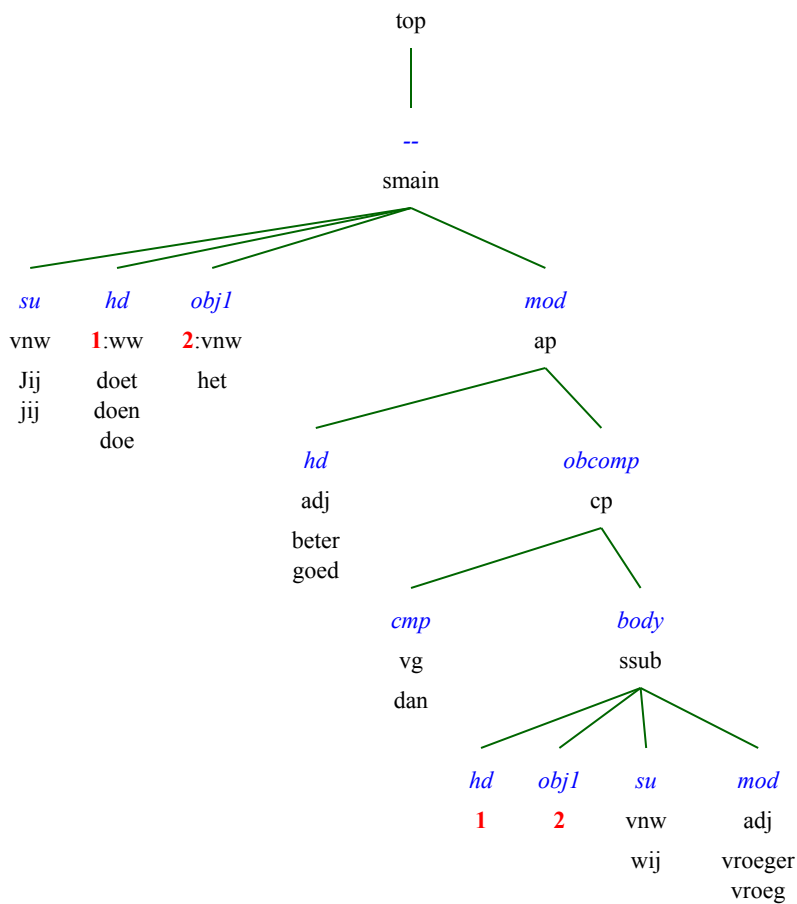 top
--
smain
su hd obj1 mod
vnw 1:ww 2:vnw ap
Jij doet het
jij doen
doe
hd obcomp
adj cp
beter
goed
cmp body
vg ssub
dan
hd obj1 su mod
1 2 vnw adj
wij vroeger
vroeg